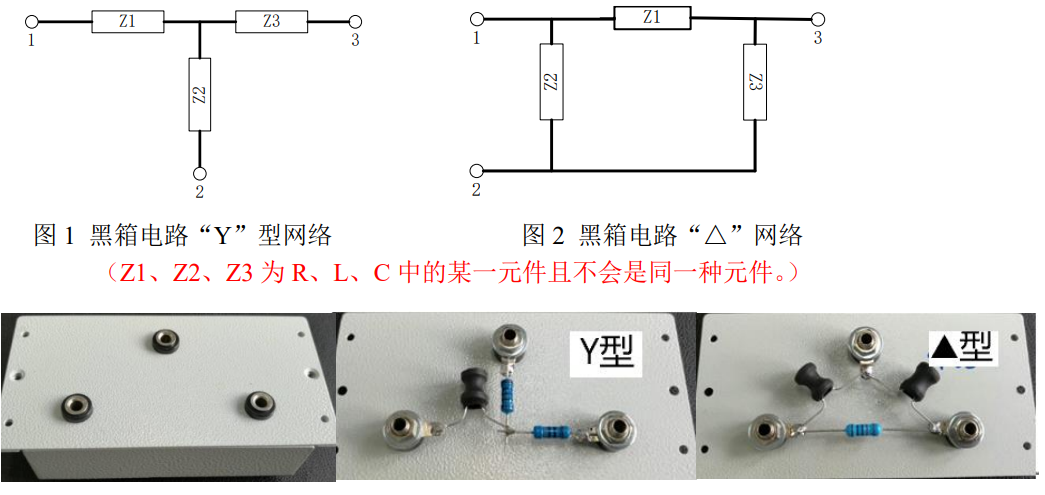 Z1 Z3
1 3
Z2
2
Z1
1 3
Z2 Z3
2
图1 黑箱电路“Y”型网络
图2 黑箱电路“△”网络
（Z1、Z2、Z3 为 R、L、C 中的某一元件且不会是同一种元件。）
Y型
▲型